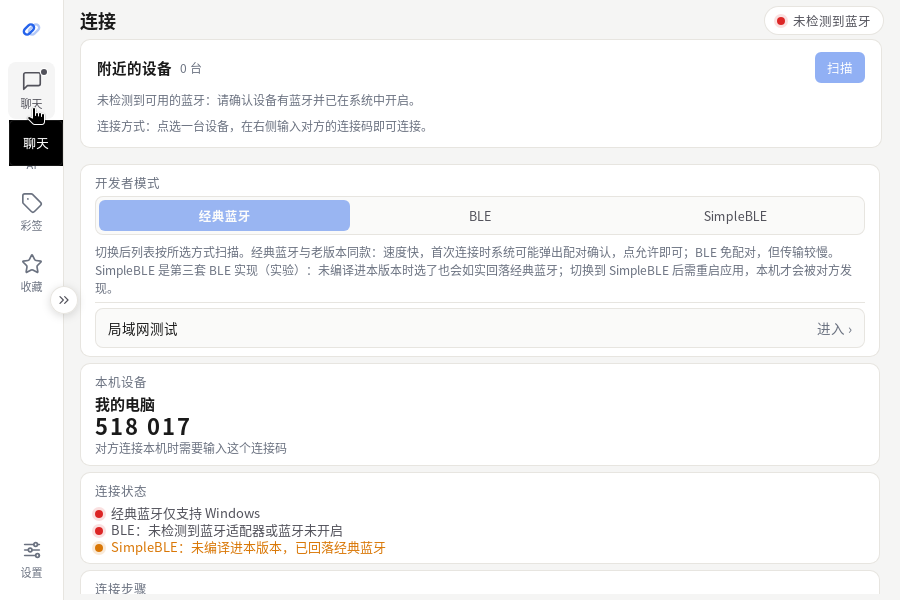 连接
未检测到蓝牙
附近的设备 0 台
扫描
未检测到可用的蓝牙：请确认设备有蓝牙并已在系统中开启。
连接方式：点选一台设备，在右侧输入对方的连接码即可连接。
聊天
聊天
彩签
收藏
设置
开发者模式
经典蓝牙
BLE
SimpleBLE
切换后列表按所选方式扫描。经典蓝牙与老版本同款：速度快，首次连接时系统可能弹出配对确认，点允许即可；BLE 免配对，但传输较慢。
SimpleBLE 是第三套 BLE 实现（实验）：未编译进本版本时选了也会如实回落经典蓝牙；切换到 SimpleBLE 后需重启应用，本机才会被对方发
现。
局域网测试
进入 ›
本机设备
我的电脑
518 017
对方连接本机时需要输入这个连接码
连接状态
经典蓝牙仅支持 Windows
BLE：未检测到蓝牙适配器或蓝牙未开启
SimpleBLE：未编译进本版本，已回落经典蓝牙
连接步骤